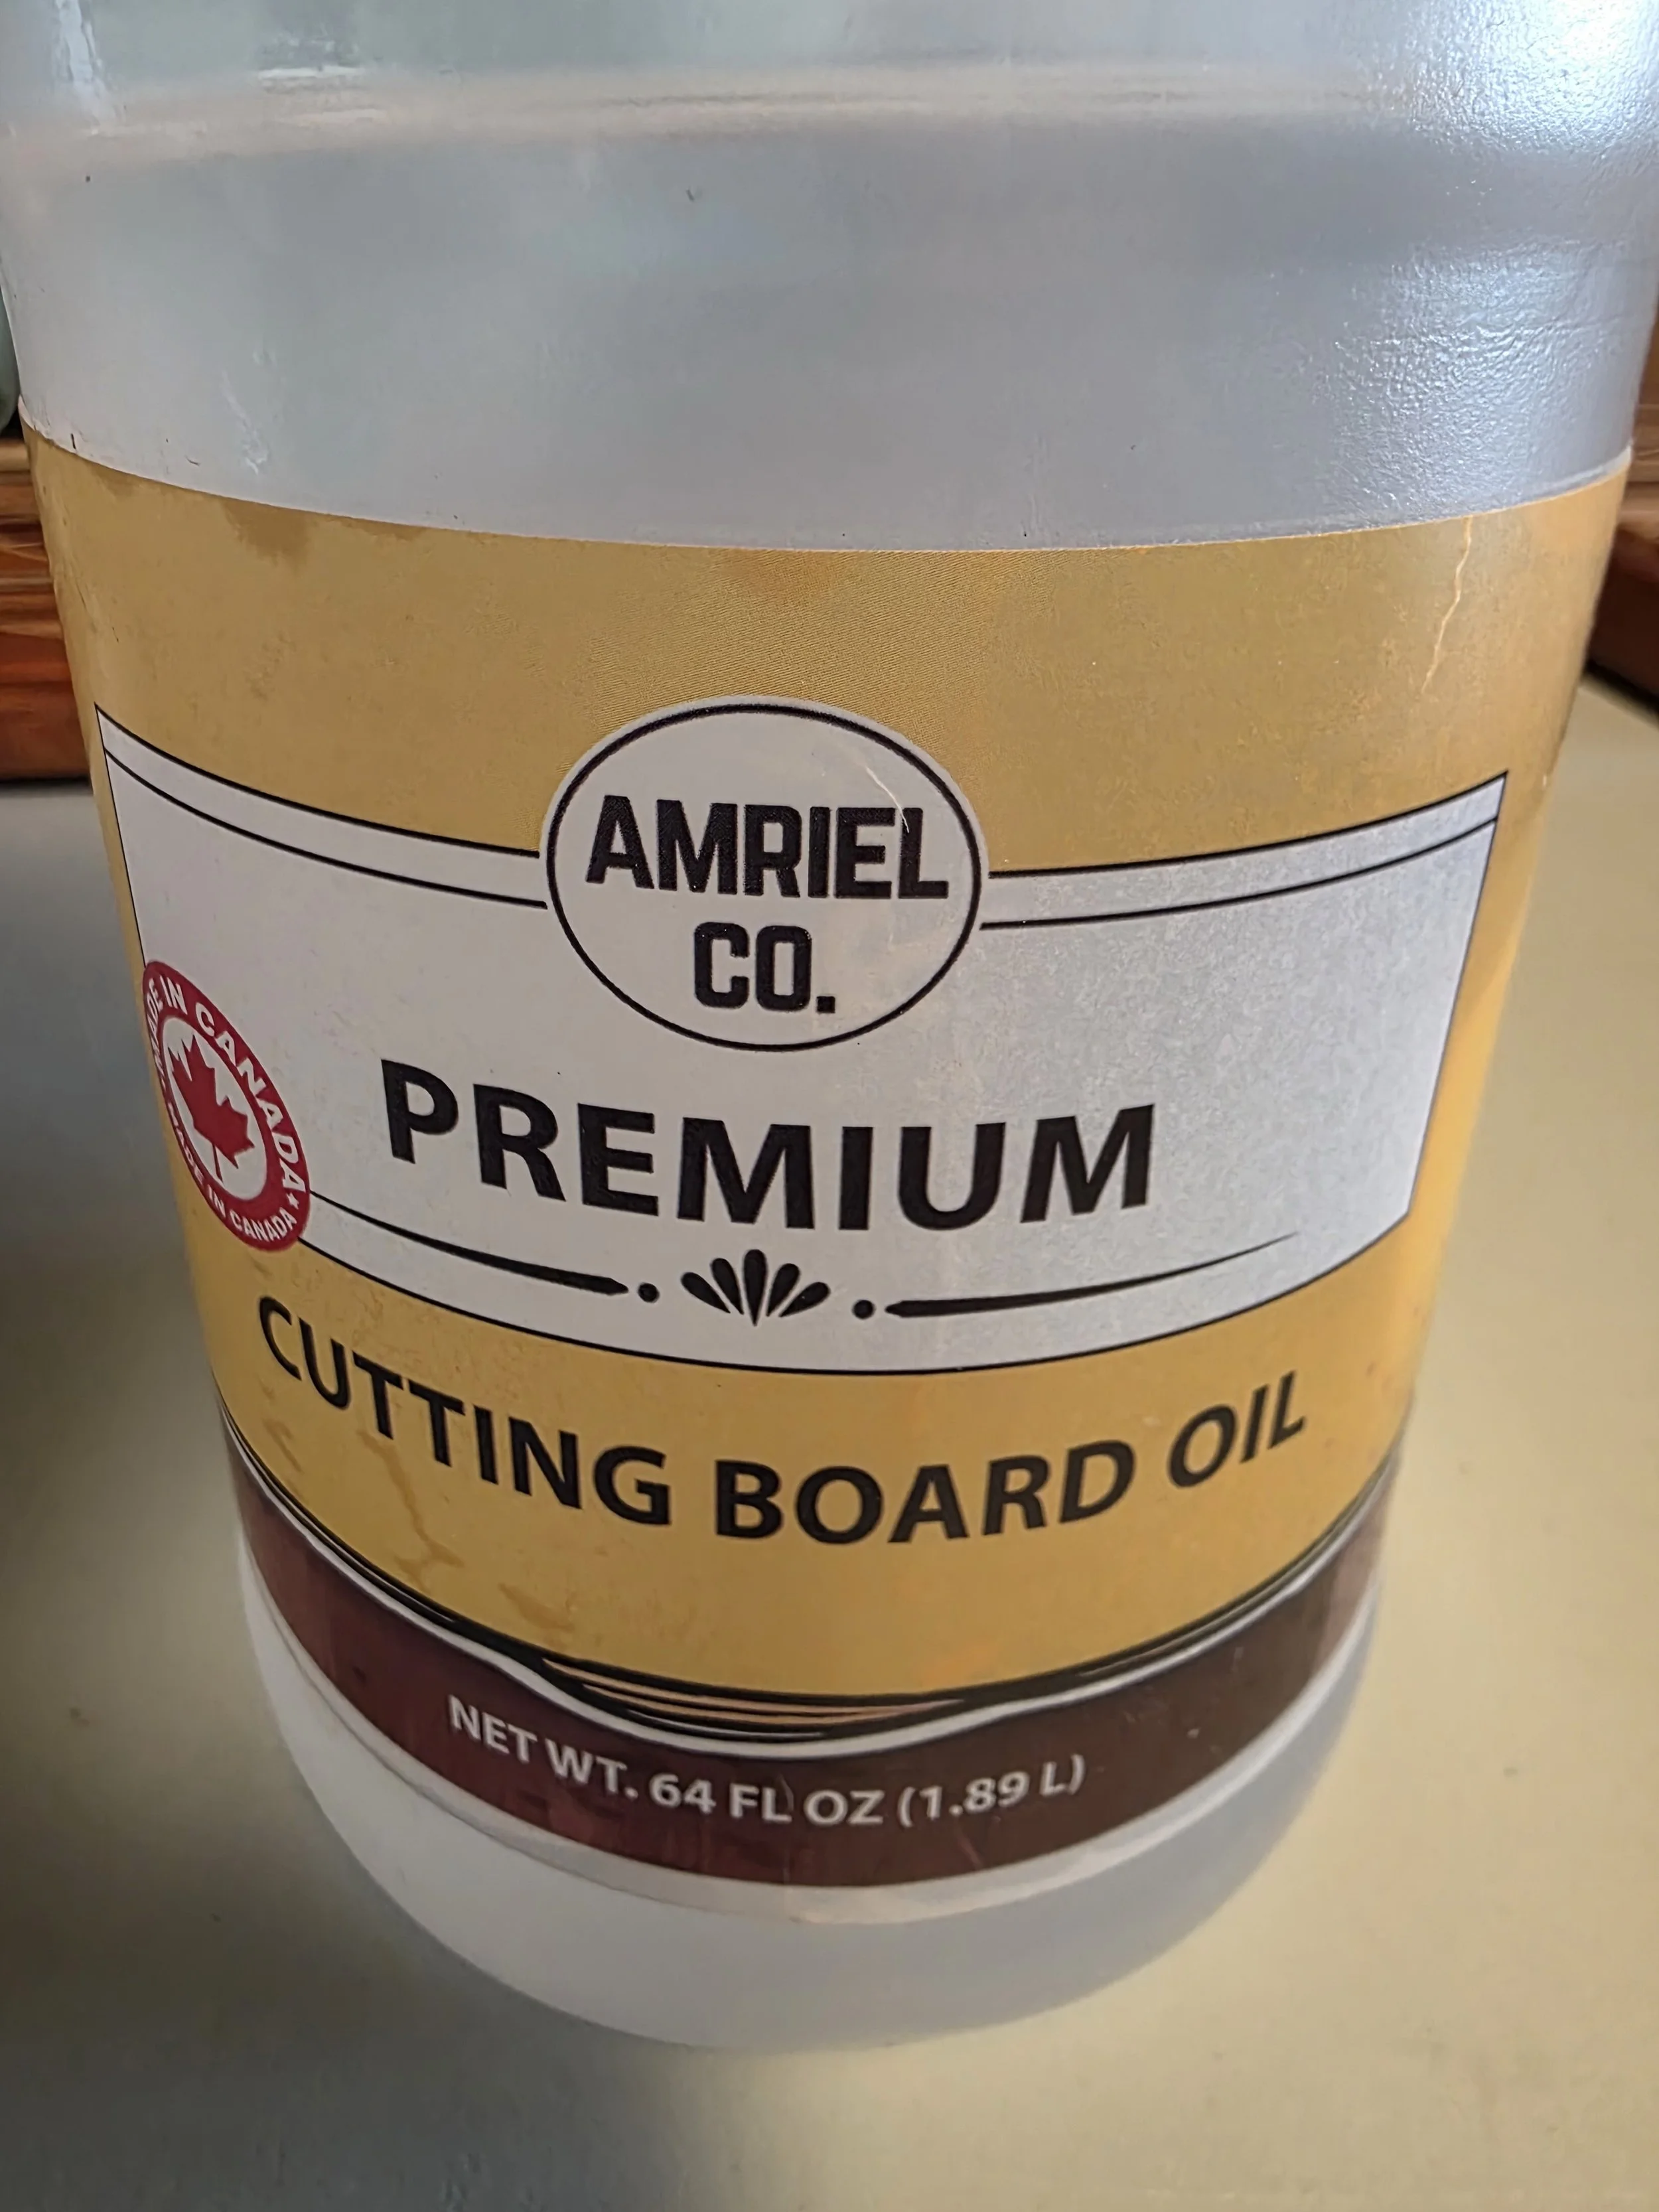 AMRIEL
CO.
MADE IN CANADA
MADE IN CANADA
PREMIUM
CUTTING BOARD OIL
NET WT. 64 FL OZ (1.89 L)